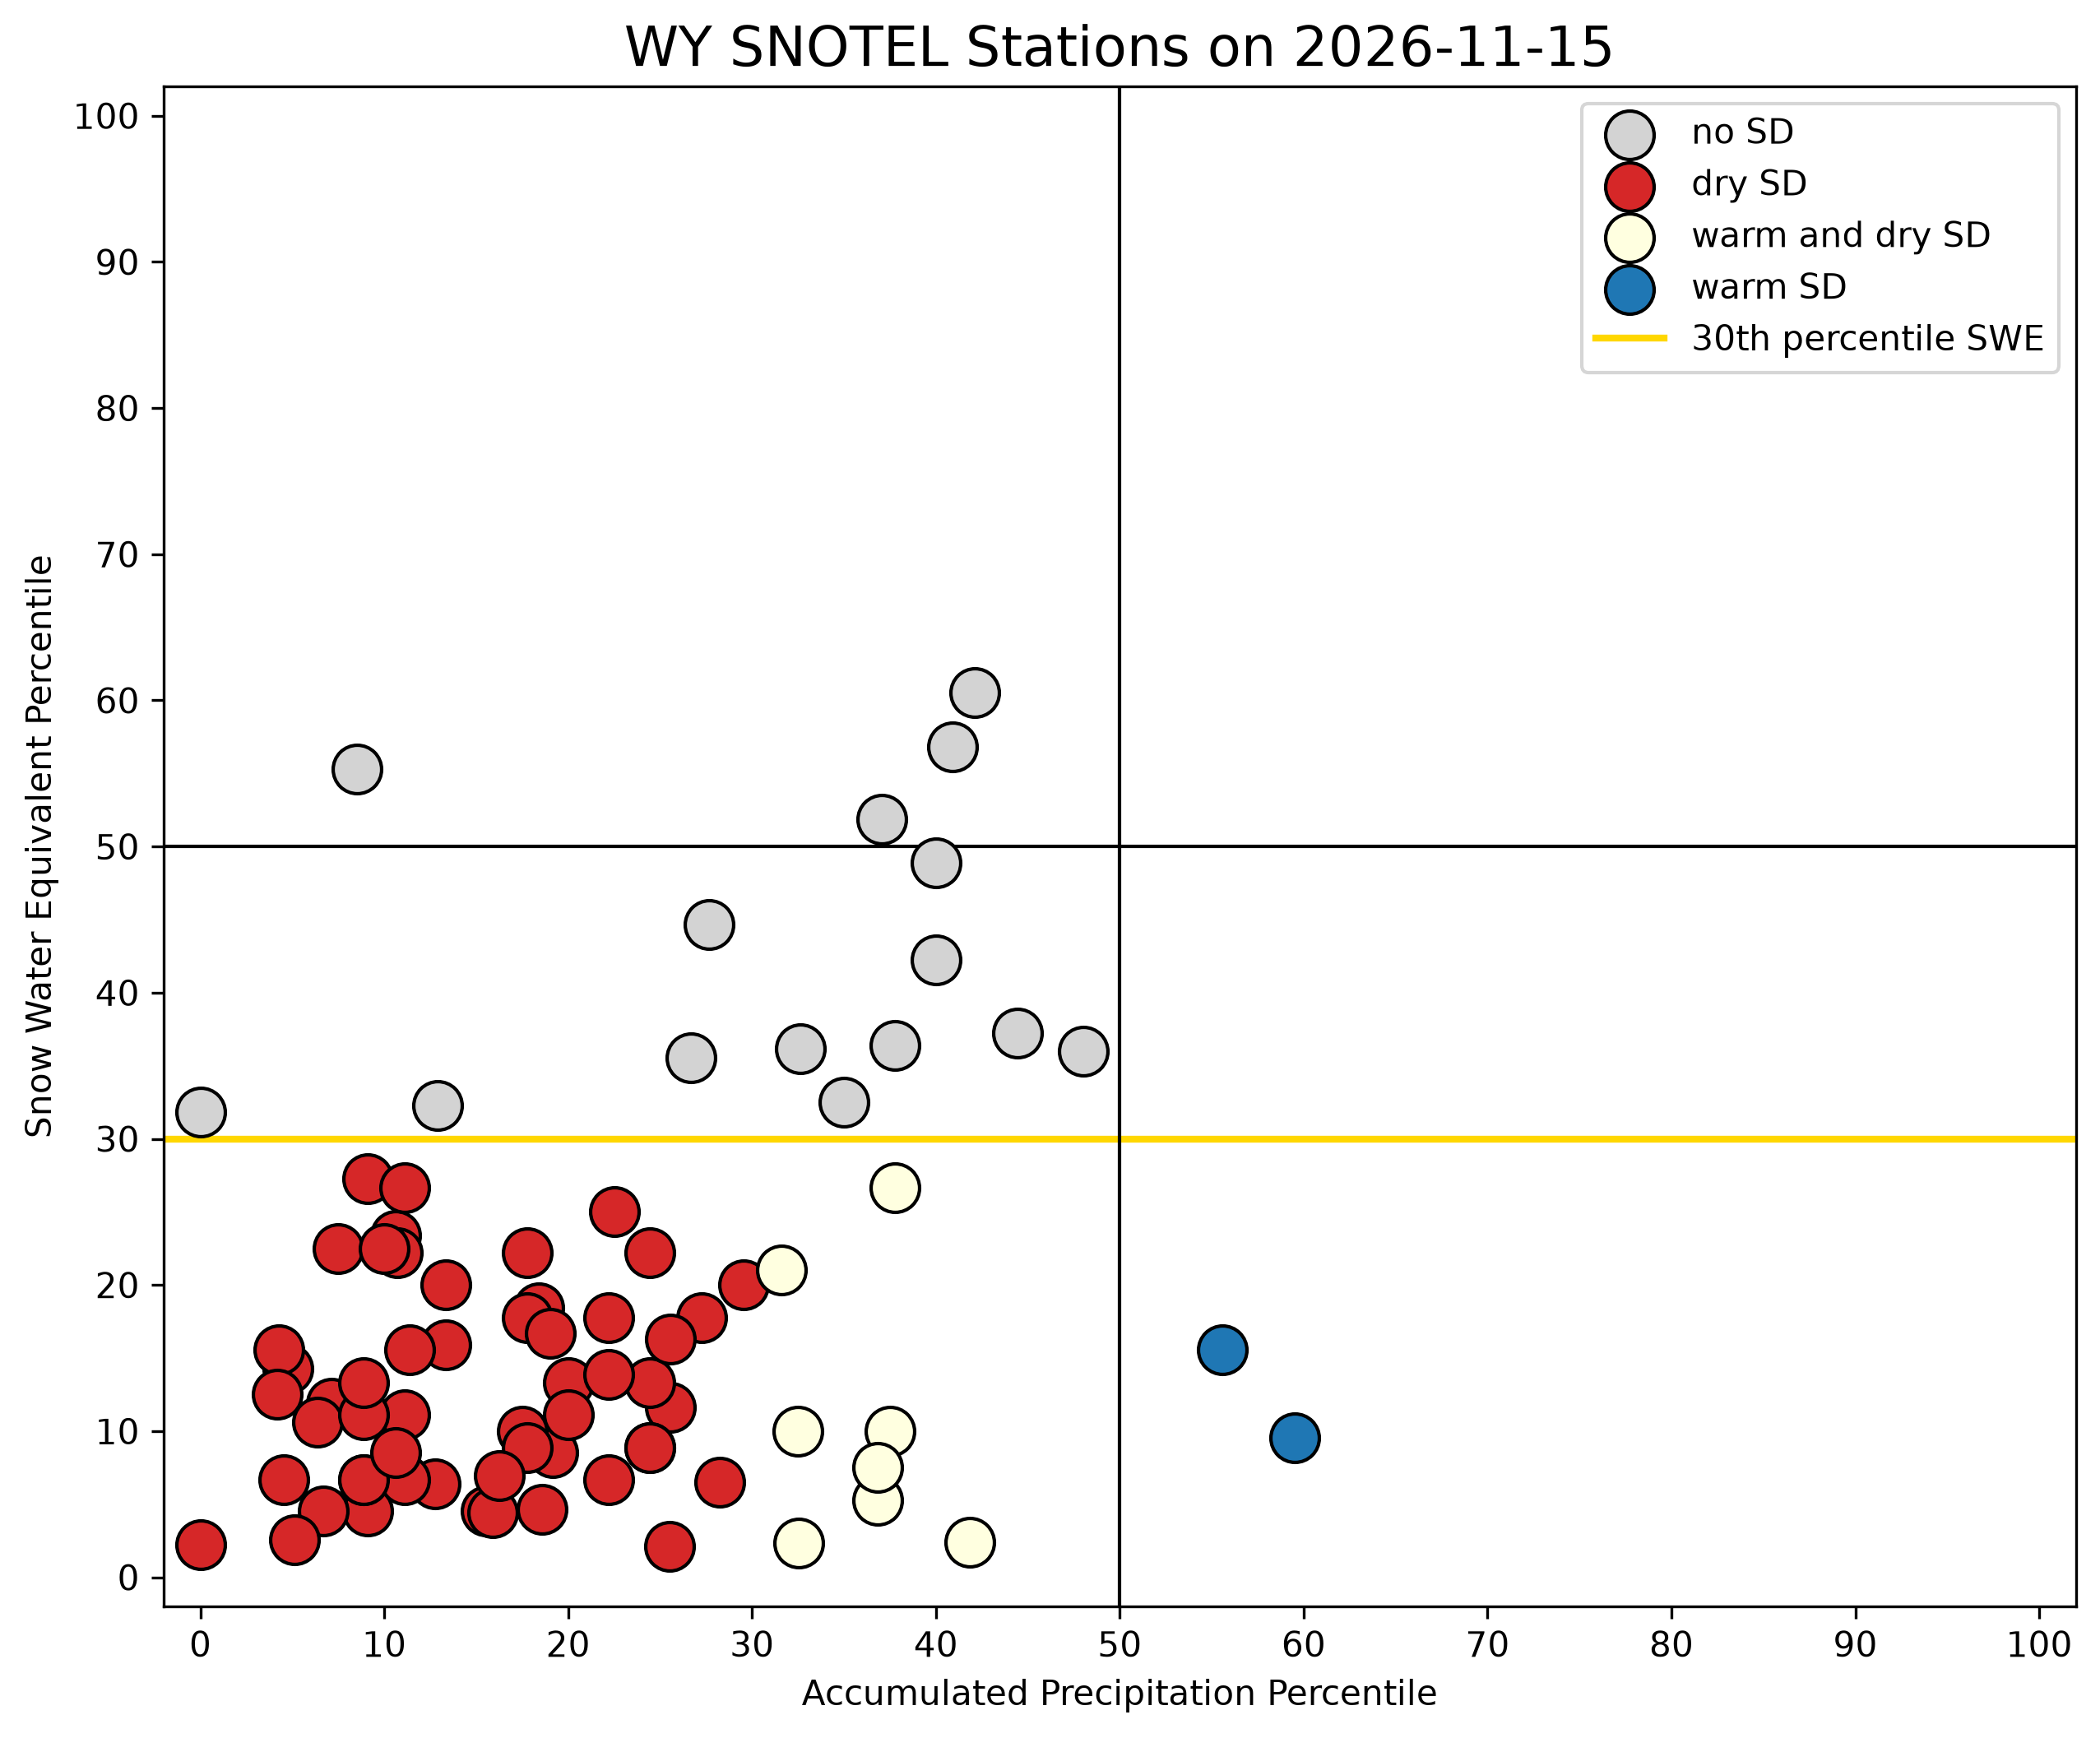 WY SNOTEL Stations on 2026-11-15
no SD
dry SD
warm and dry SD
warm SD
30th percentile SWE
Snow Water Equivalent Percentile
100
90
80
70
60
50
40
30
20
10
0
0 10 20 30 40 50 60 70 80 90 100
Accumulated Precipitation Percentile